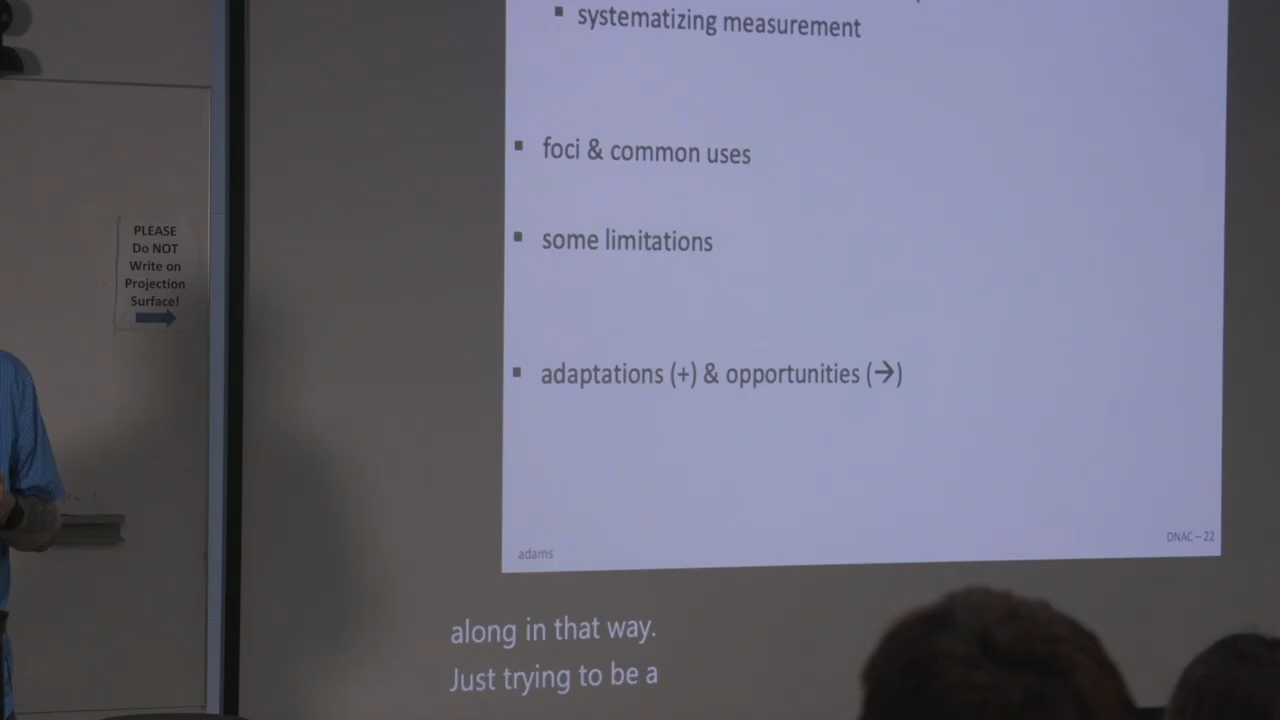 systematizing measurement
foci & common uses
some limitations
adaptations (+) & opportunities (→)
adams
DNAC – 22
PLEASE
Do NOT
Write on
Projection
Surface!
along in that way.
Just trying to be a